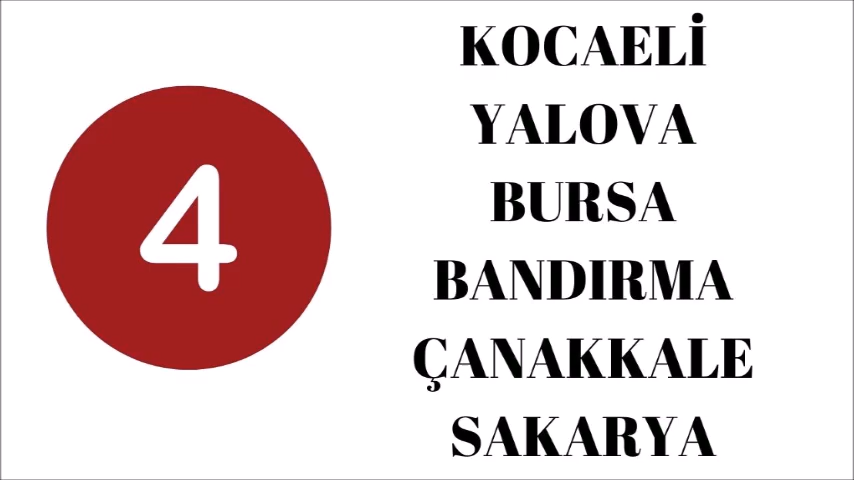 4
KOCAELİ
YALOVA
BURSA
BANDIRMA
ÇANAKKALE
SAKARYA